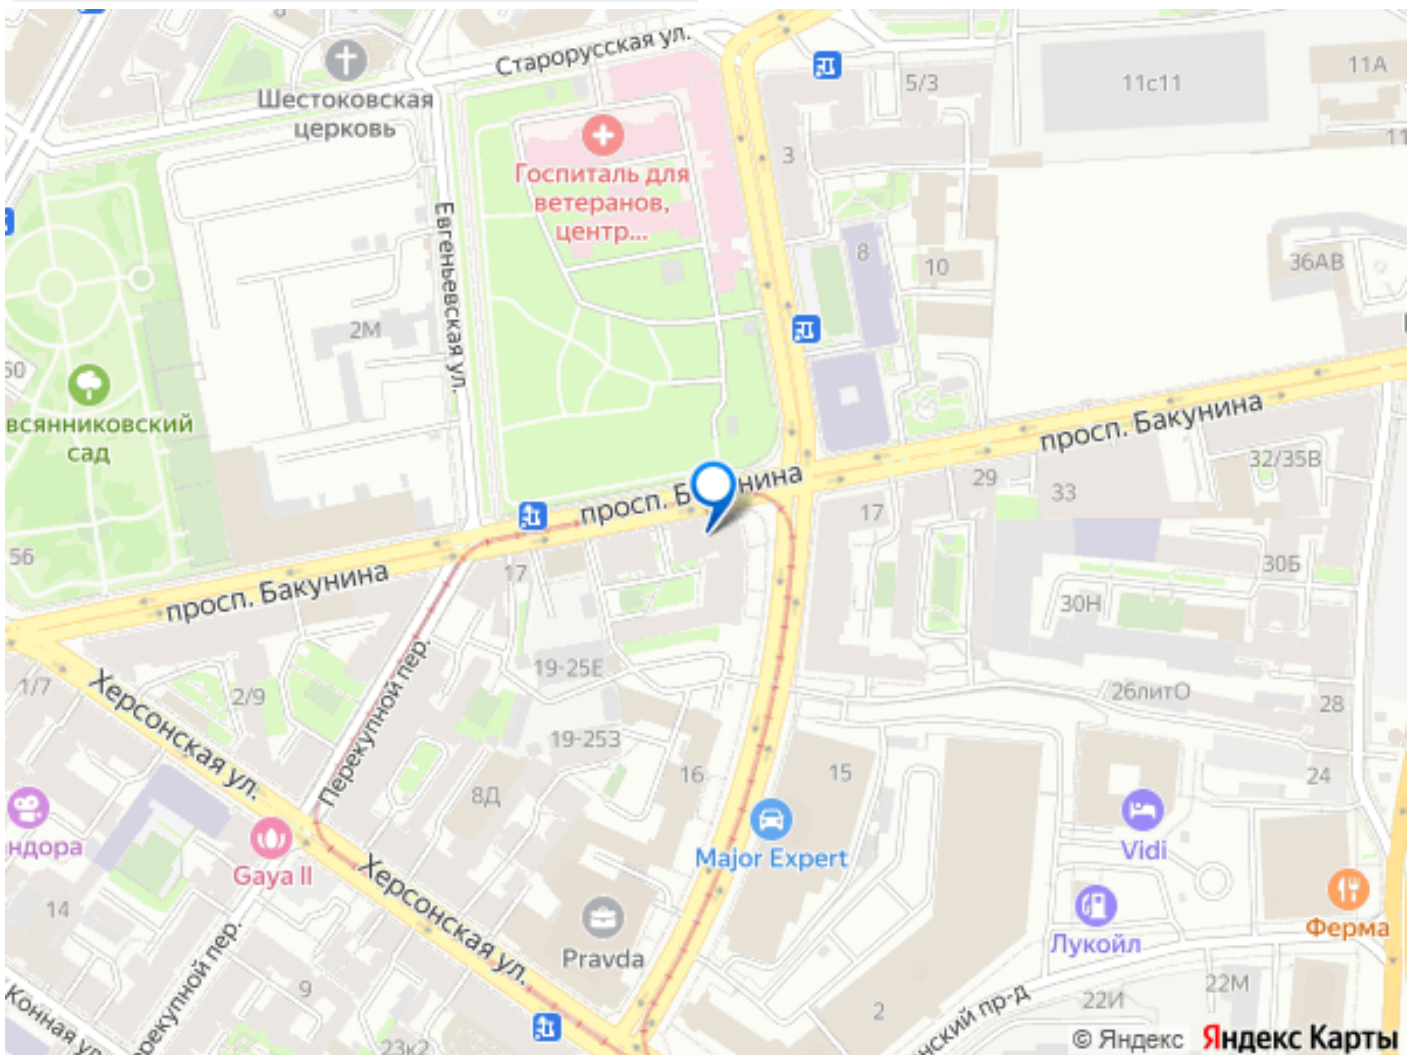 Старорусская ул.
Шестоковская
церковь
5/3
11с11
11А
11
3
Госпиталь для
ветеранов,
центр...
Евгеньевская ул.
8
10
36АВ
2М
50
всянниковский
сад
просп. Бакунина
32/35В
29
33
17
просп. Б
нина
56
просп. Бакунина
17
30Б
30Н
19-25Е
1/7
2/9
Перекупной пер.
26литО
28
Херсонская ул.
19-253
16
15
24
8Д
ндора
Gaya II
Major Expert
Vidi
Херсонская ул.
14
Pravda
Лукойл
Ферма
9
Конная ул.
рекупной пер.
23к2
2
нский пр-д
22И
22М
© Яндекс Яндекс Карты